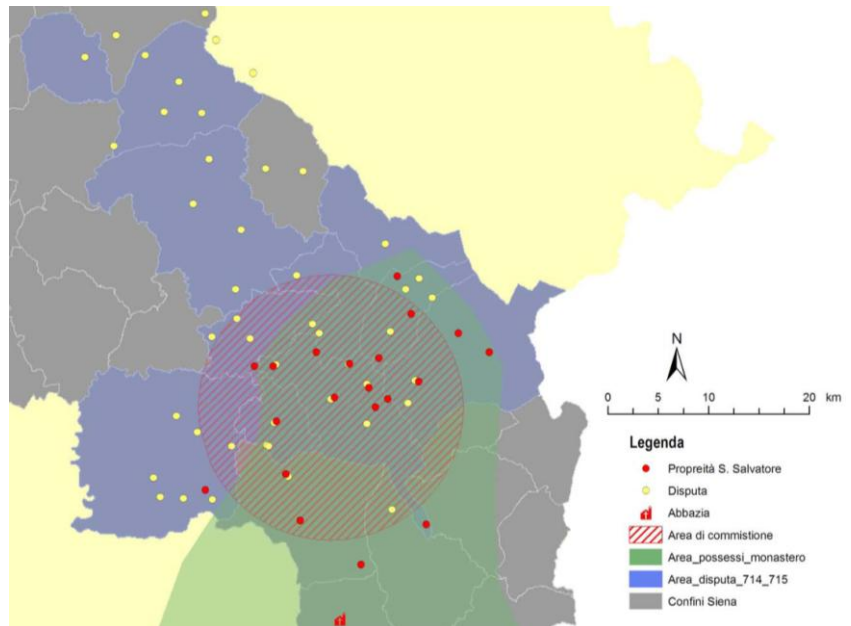 N
0 5 10 20 km
Legenda
Propreità S. Salvatore
Disputa
Abbazia
Area di commistione
Area_possessi_monastero
Area_disputa_714_715
Confini Siena